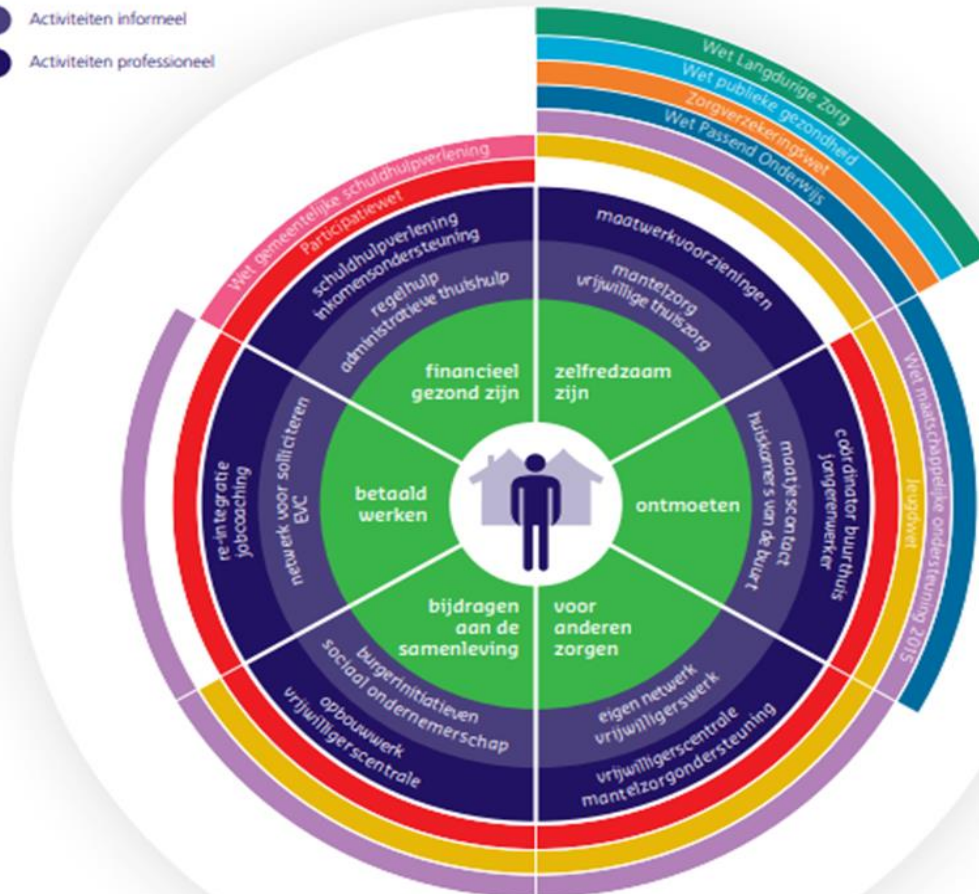 Activiteiten informeel
Activiteiten professioneel
Wet Langdurige Zorg
Wet publieke gezondheid
Zorgverzekeringswet
Wet Passend Onderwijs
Wet maatschappelijke ondersteuning 2015
Jeugdwet
Wet gemeentelijke schuldhulpverlening
Participatiewet
schuldhulpverlening
inkomensondersteuning
regelhulp
administratieve thuishulp
financieel
gezond zijn
maatwerkvoorzieningen
mantelzorg
vrijwillige thuiszorg
zelfredzaam
zijn
coördinator buurthuis
jongerenwerker
maatjescontact
huiskamers van de buurt
ontmoeten
voor
anderen
zorgen
eigen netwerk
vrijwilligerswerk
vrijwilligerscentrale
mantelzorgondersteuning
bijdragen
aan de
samenleving
burgerinitiatieven
sociaal ondernemerschap
opbouwwerk
vrijwilligerscentrale
betaald
werken
netwerk voor solliciteren
EVC
re-integratie
jobcoaching